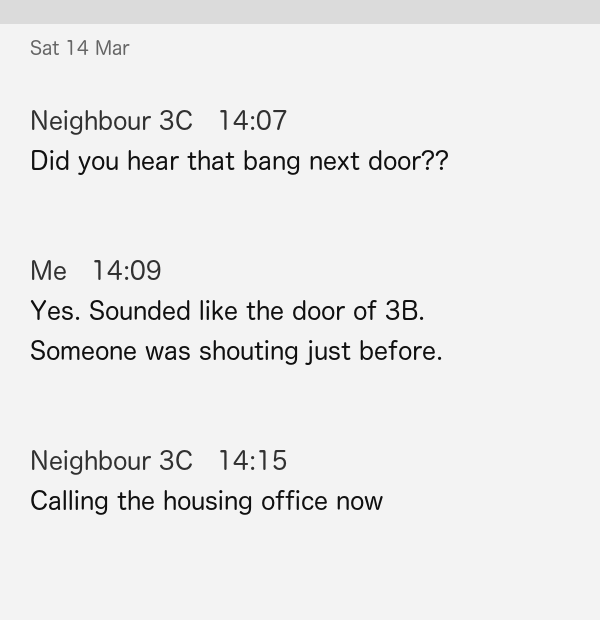 Sat 14 Mar
Neighbour 3C 14:07
Did you hear that bang next door??
Me 14:09
Yes. Sounded like the door of 3B.
Someone was shouting just before.
Neighbour 3C 14:15
Calling the housing office now